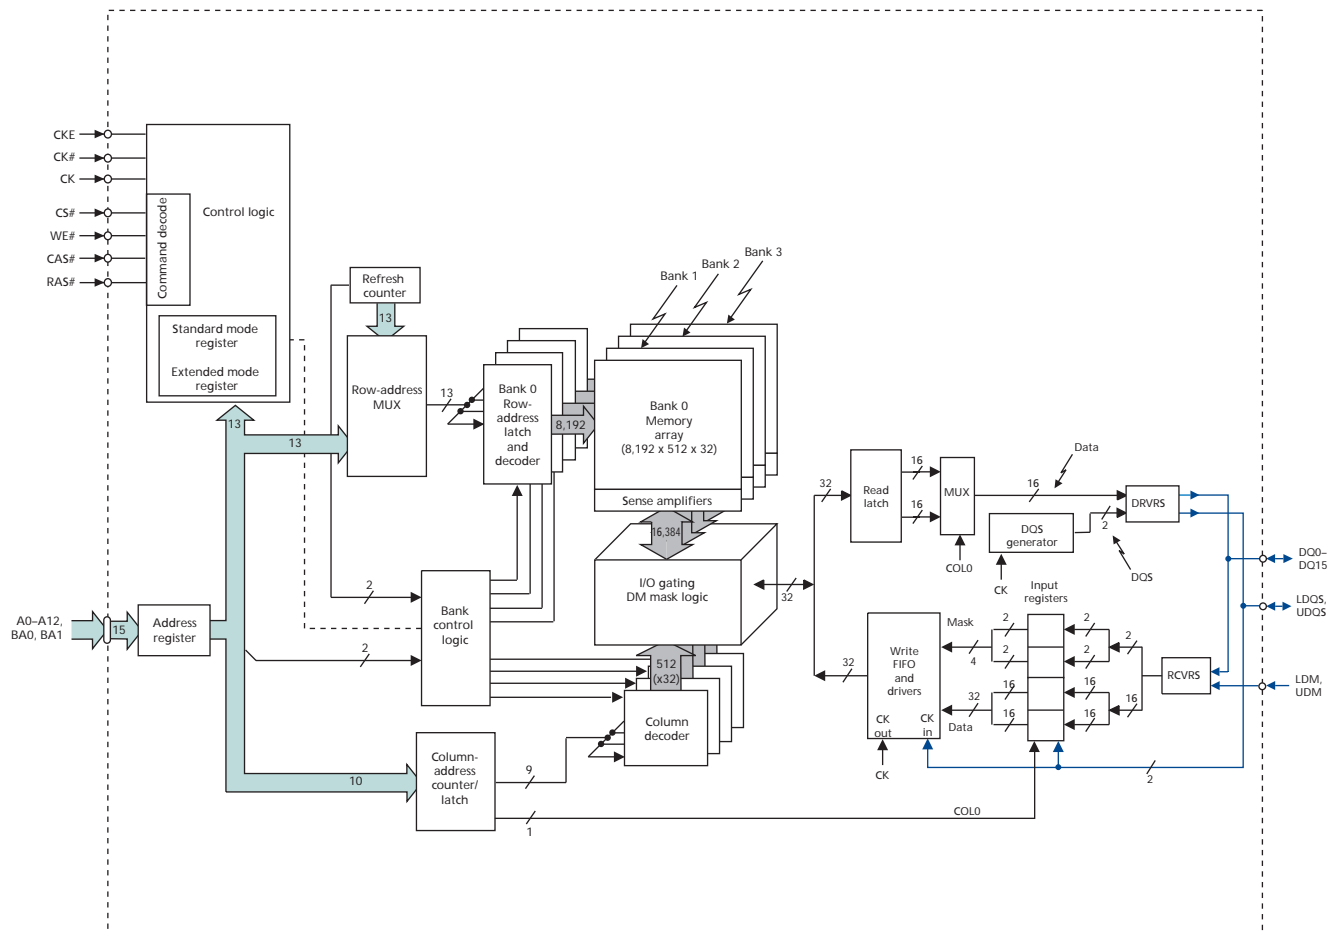 CKE
CK#
CK
CS#
WE#
CAS#
RAS#
Command decode
Control logic
Standard mode
register
Extended mode
register
Refresh
counter
13
Row-address
MUX
13
13
13
Bank 0
Row-
address
latch
and
decoder
8,192
Bank 1
Bank 2
Bank 3
Bank 0
Memory
array
(8,192 x 512 x 32)
Sense amplifiers
16,384
I/O gating
DM mask logic
32
32
Read
latch
16
16
MUX
COL0
16
Data
DQS
generator
CK
2
DQS
DRVRS
DQ0–
DQ15
LDQS,
UDQS
LDM,
UDM
A0–A12,
BA0, BA1
15
Address
register
2
2
Bank
control
logic
512
(x32)
Column
decoder
10
Column-
address
counter/
latch
9
1
COL0
32
Write
FIFO
and
drivers
CK
out
CK
in
CK
Mask
4
32
Data
Input
registers
2
2
16
16
2
2
16
16
2
16
RCVRS
2